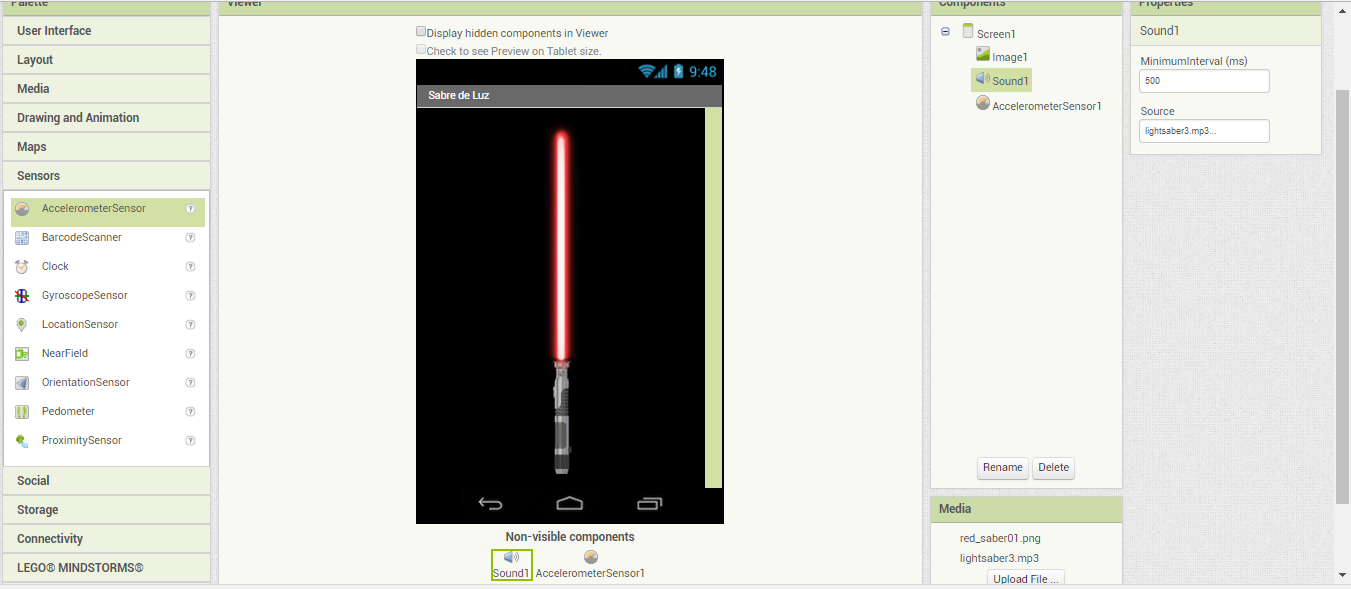 Palette
User Interface
Layout
Media
Drawing and Animation
Maps
Sensors
AccelerometerSensor ?
BarcodeScanner ?
Clock ?
GyroscopeSensor ?
LocationSensor ?
NearField ?
OrientationSensor ?
Pedometer ?
ProximitySensor ?
Social
Storage
Connectivity
LEGO® MINDSTORMS®
Viewer
Display hidden components in Viewer
Check to see Preview on Tablet size.
9:48
Sabre de Luz
Non-visible components
Sound1
AccelerometerSensor1
Components
Screen1
Image1
Sound1
AccelerometerSensor1
Rename
Delete
Media
red_saber01.png
lightsaber3.mp3
Upload File ...
Properties
Sound1
MinimumInterval (ms)
500
Source
lightsaber3.mp3...